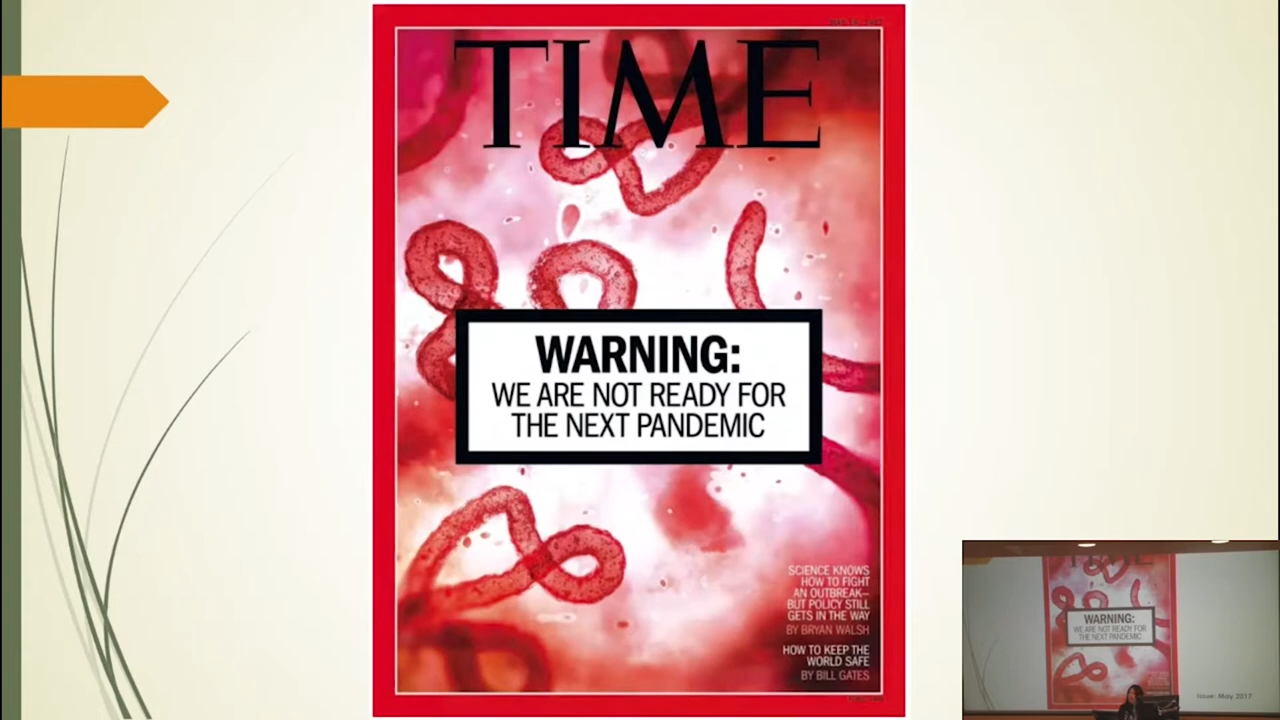 TIME
WARNING:
WE ARE NOT READY FOR
THE NEXT PANDEMIC
SCIENCE KNOWS
HOW TO FIGHT
AN OUTBREAK—
BUT POLICY STILL
GETS IN THE WAY
BY BRYAN WALSH
HOW TO KEEP THE
WORLD SAFE
BY BILL GATES
WARNING:
WE ARE NOT READY FOR
THE NEXT PANDEMIC
Issue: May 2017